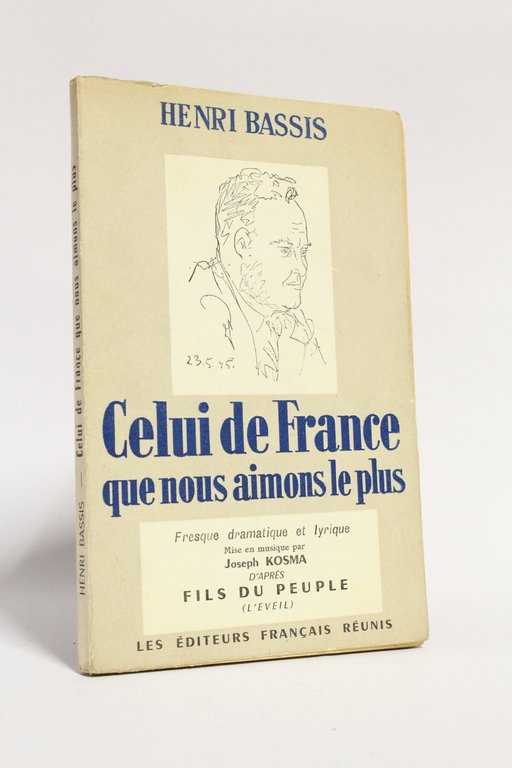 HENRI BASSIS
23.5.45.
Celui de France
que nous aimons le plus
Fresque dramatique et lyrique
Mise en musique par
Joseph KOSMA
D'APRÈS
FILS DU PEUPLE
(L'EVEIL)
LES ÉDITEURS FRANÇAIS RÉUNIS
HENRI BASSIS — Celui de France que nous aimons le plus